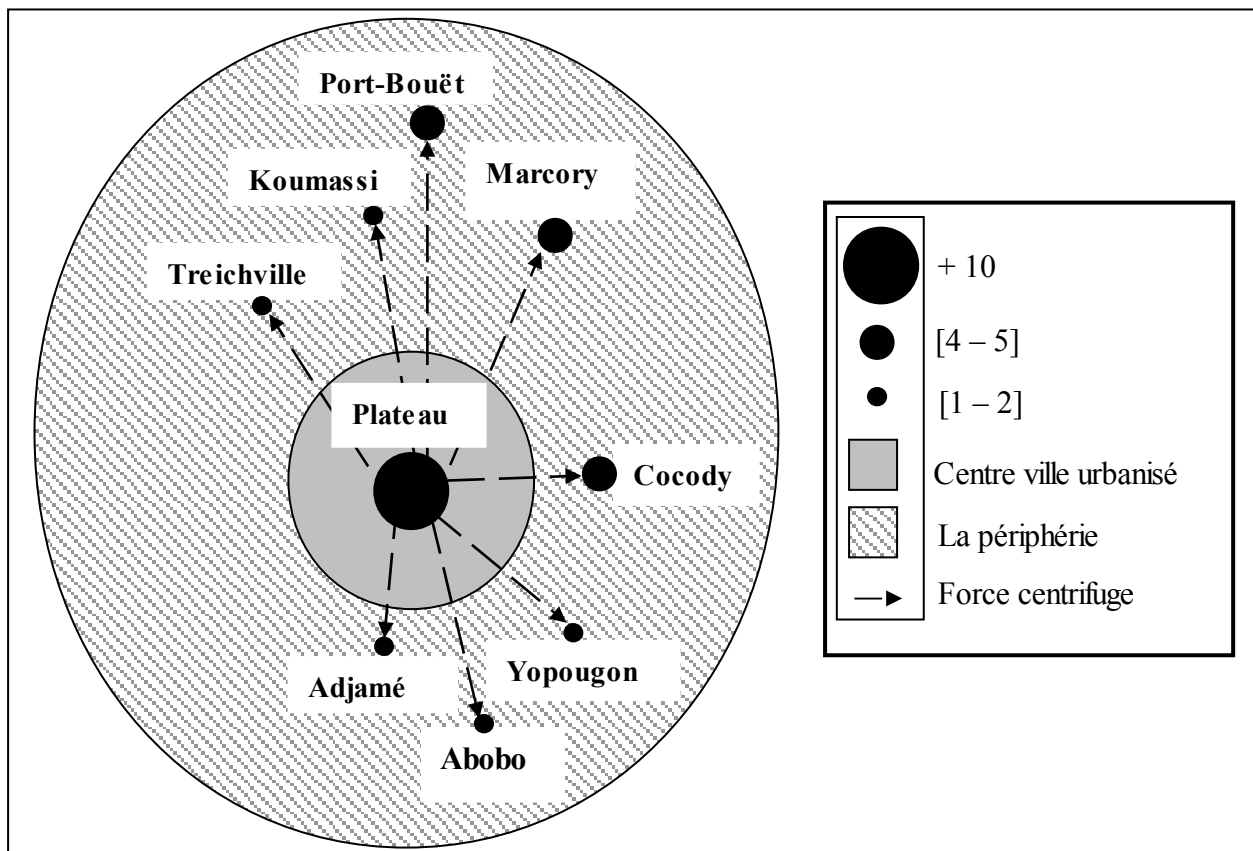 Port-Bouët
Koumassi
Marcory
Treichville
Plateau
Cocody
Adjamé
Yopougon
Abobo
+ 10
[4 – 5]
[1 – 2]
Centre ville urbanisé
La périphérie
Force centrifuge